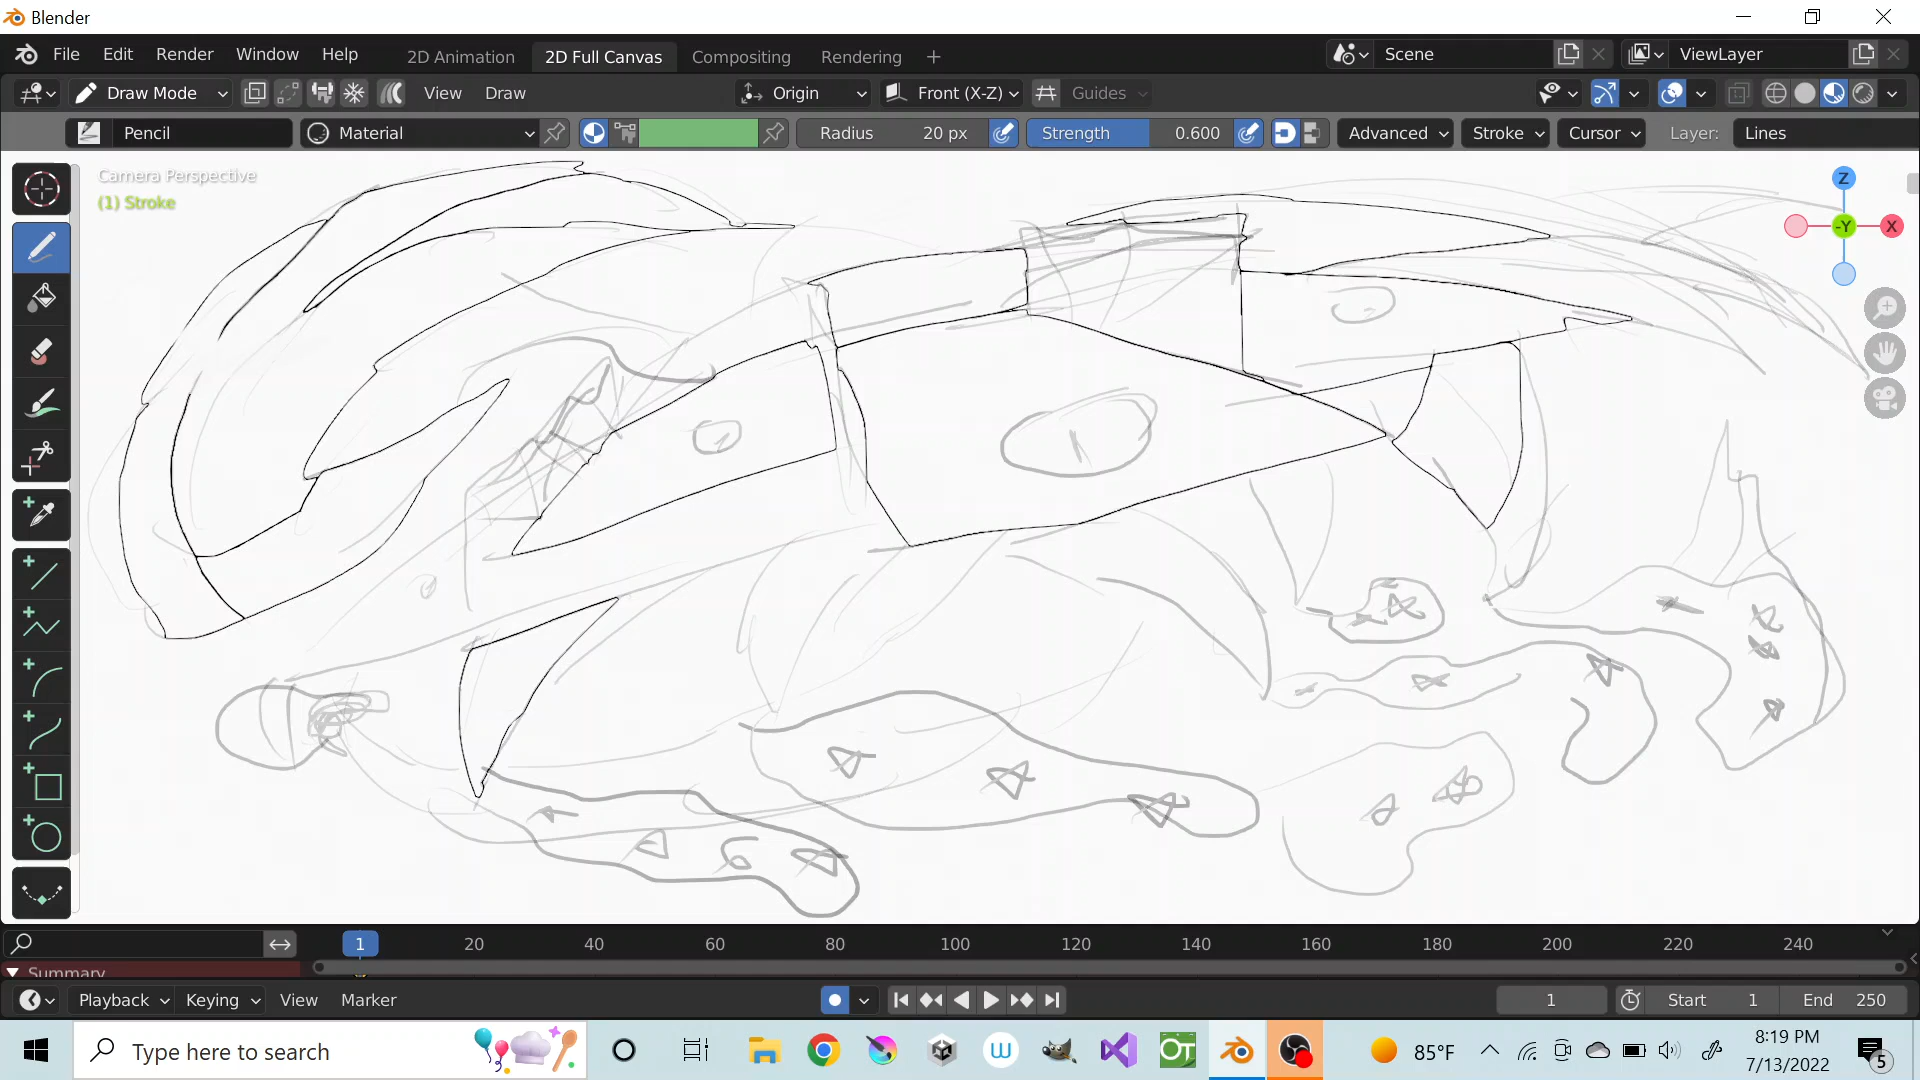 Blender
File Edit Render Window Help 2D Animation 2D Full Canvas Compositing Rendering + Scene ViewLayer
Draw Mode View Draw Origin Front (X-Z) Guides
Pencil Material Radius 20 px Strength 0.600 Advanced Stroke Cursor Layer: Lines
Camera Perspective
(1) Stroke
Z
-Y X
1 20 40 60 80 100 120 140 160 180 200 220 240
Summary
Playback Keying View Marker 1 Start 1 End 250
Type here to search 85°F 8:19 PM
7/13/2022
5